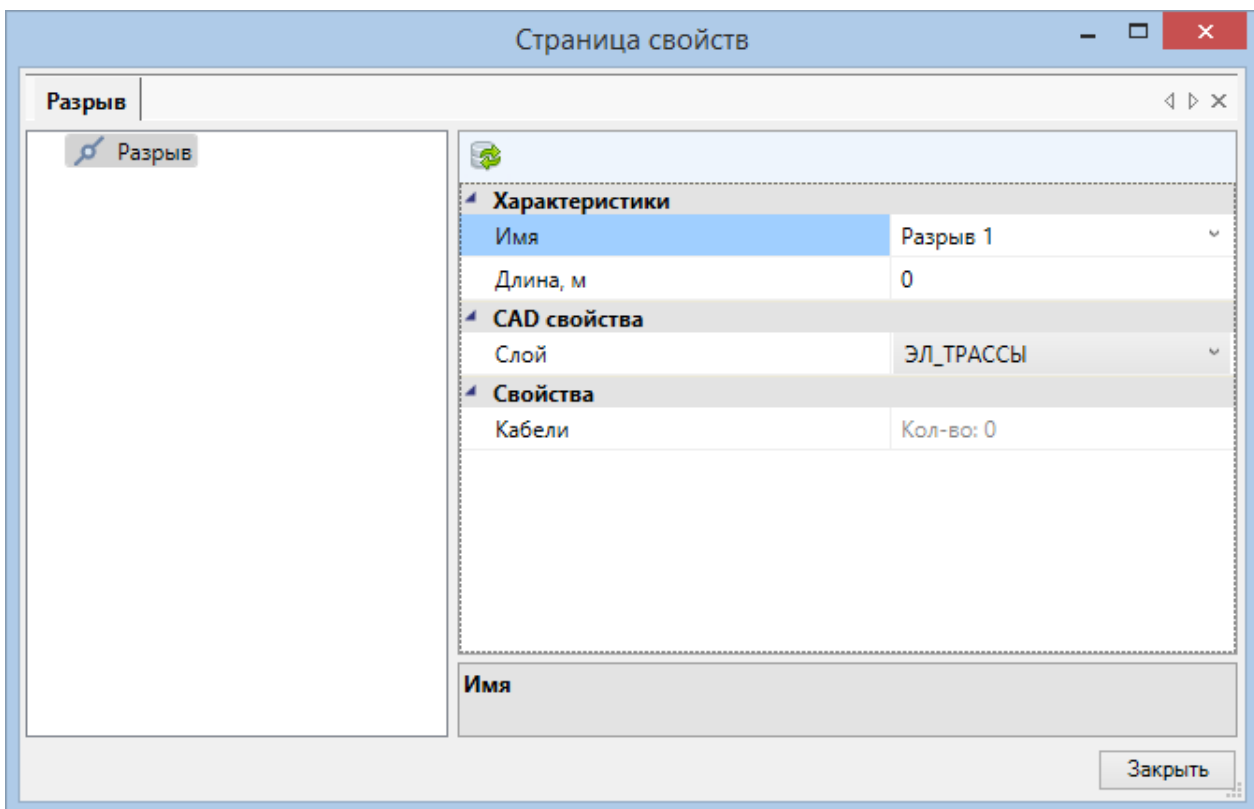 Страница свойств
Разрыв
Разрыв
Характеристики
Имя Разрыв 1
Длина, м 0
CAD свойства
Слой ЭЛ_ТРАССЫ
Свойства
Кабели Кол-во: 0
Имя
Закрыть